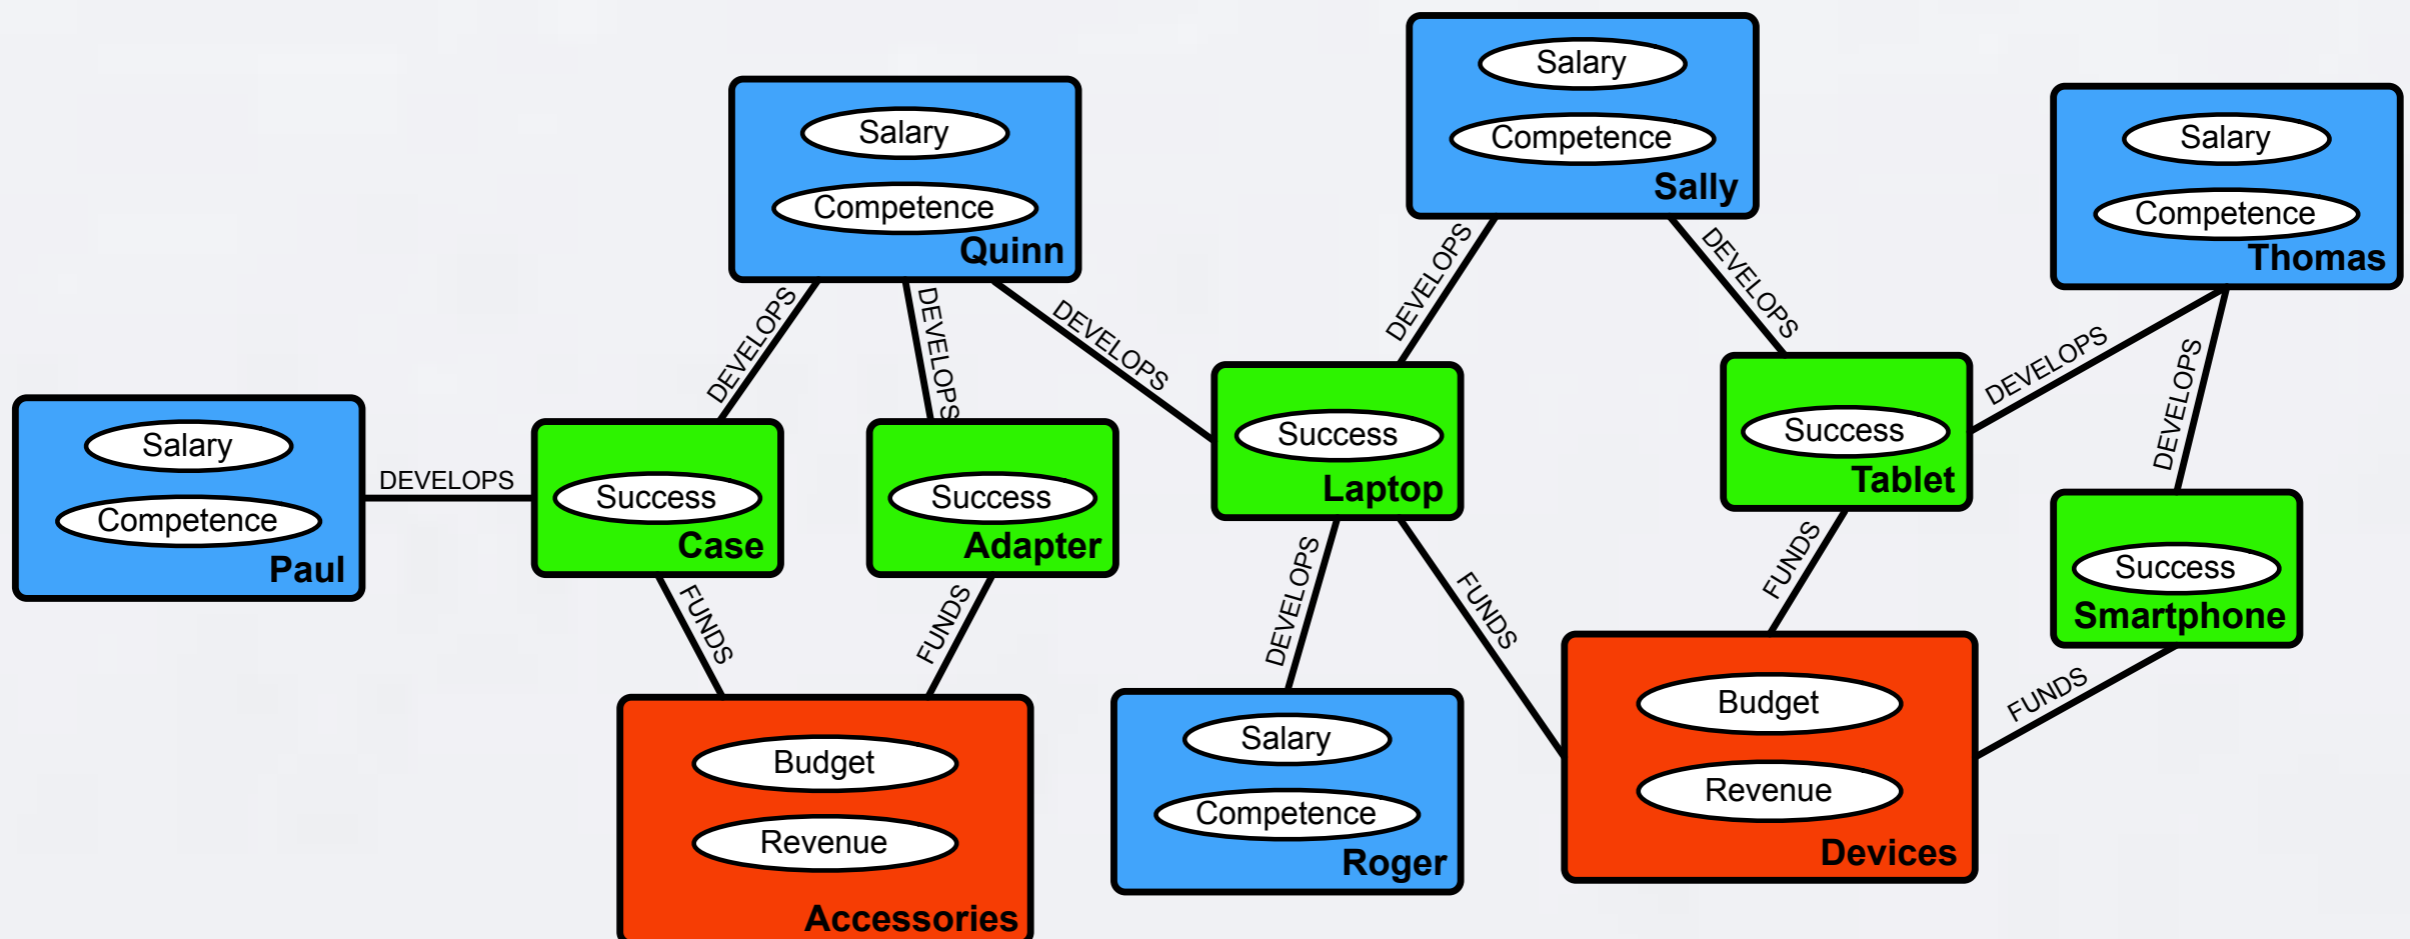 Salary
Competence
Quinn
Salary
Competence
Sally
Salary
Competence
Thomas
DEVELOPS
DEVELOPS
DEVELOPS
DEVELOPS
DEVELOPS
DEVELOPS
DEVELOPS
Salary
Competence
Paul
DEVELOPS
Success
Case
Success
Adapter
Success
Laptop
Success
Tablet
Success
Smartphone
FUNDS
FUNDS
DEVELOPS
FUNDS
FUNDS
FUNDS
Budget
Revenue
Accessories
Salary
Competence
Roger
Budget
Revenue
Devices